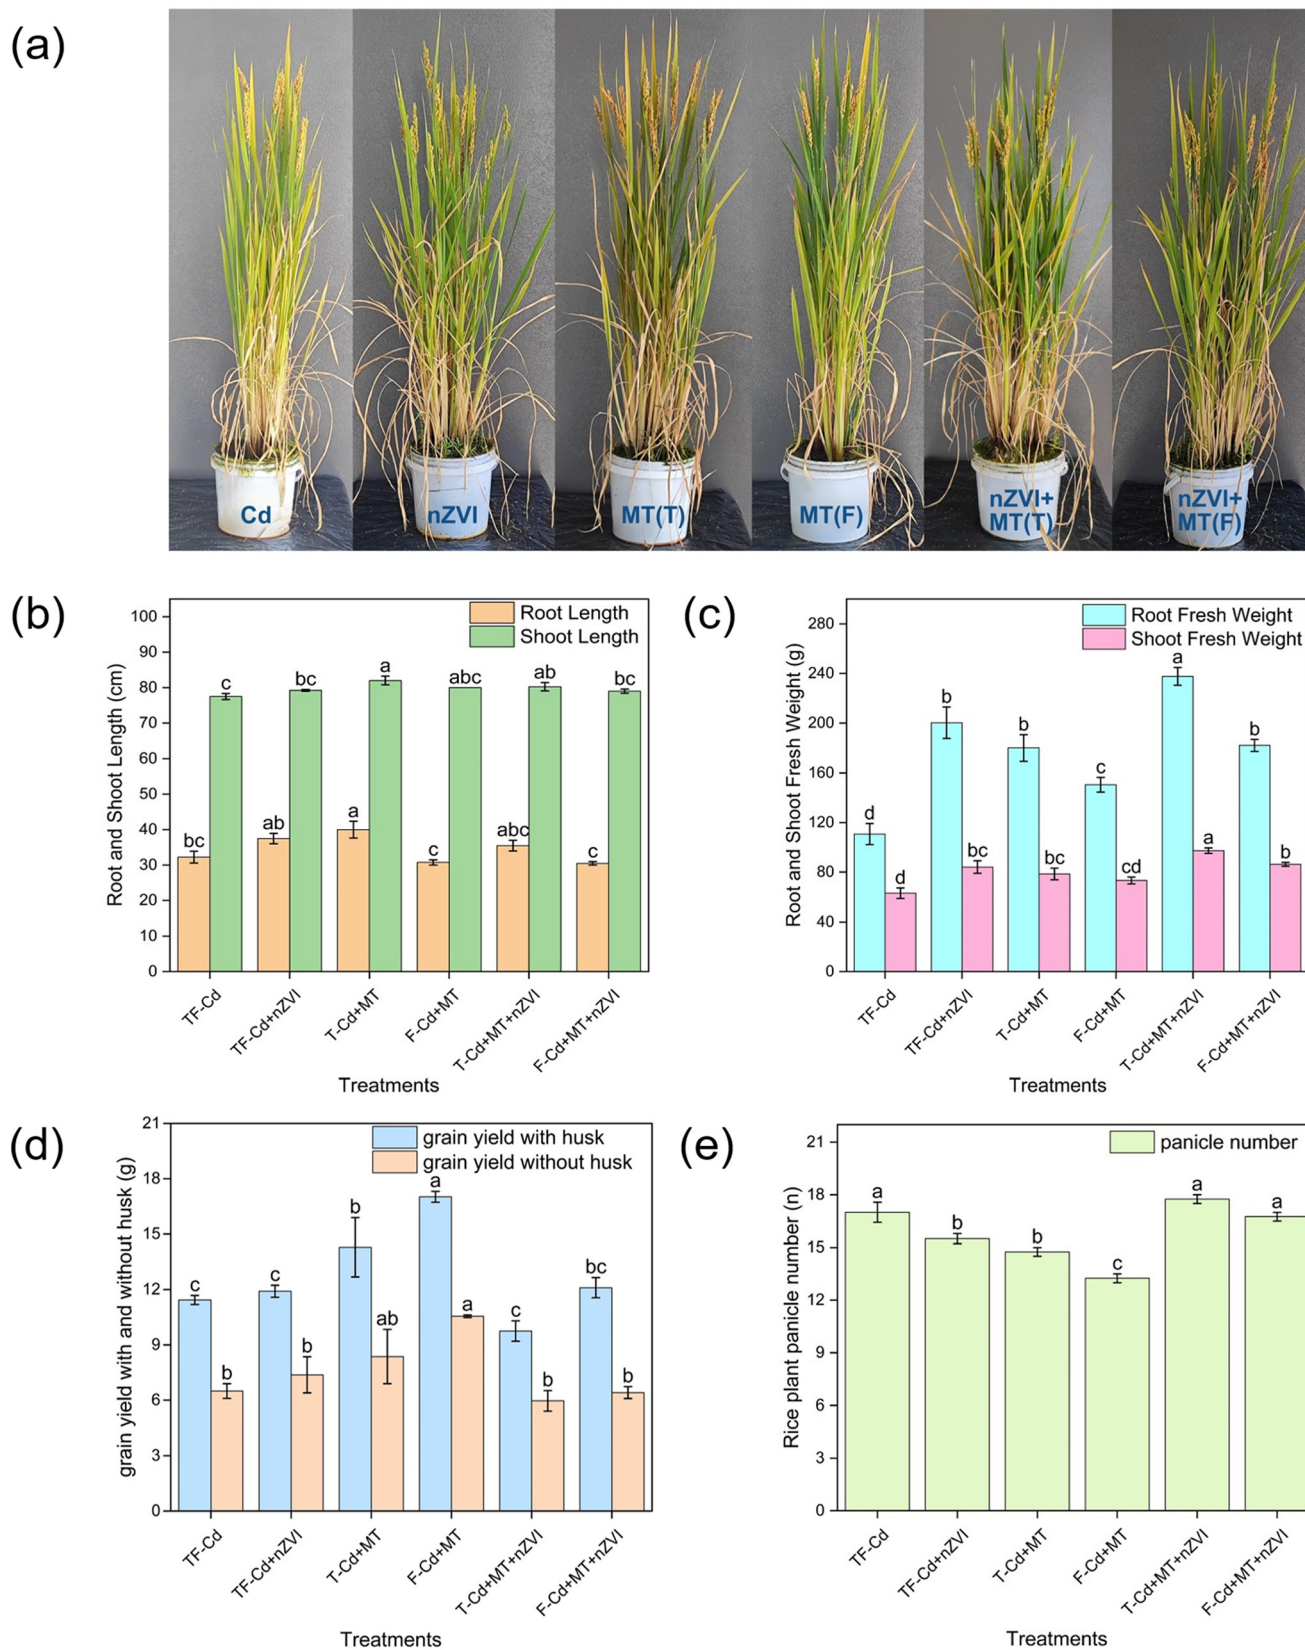 (a)
Cd
nZVI
MT(T)
MT(F)
nZVI+
MT(T)
nZVI+
MT(F)
(b)
Root and Shoot Length (cm)
100
90
80
70
60
50
40
30
20
10
0
Root Length
Shoot Length
c
bc
a
abc
ab
bc
bc
ab
a
c
abc
c
TF-Cd
TF-Cd+nZVI
T-Cd+MT
F-Cd+MT
T-Cd+MT+nZVI
F-Cd+MT+nZVI
Treatments
(c)
Root and Shoot Fresh Weight (g)
280
240
200
160
120
80
40
0
Root Fresh Weight
Shoot Fresh Weight
d
b
b
c
a
b
d
bc
bc
cd
a
b
TF-Cd
TF-Cd+nZVI
T-Cd+MT
F-Cd+MT
T-Cd+MT+nZVI
F-Cd+MT+nZVI
Treatments
(d)
grain yield with and without husk (g)
21
18
15
12
9
6
3
0
grain yield with husk
grain yield without husk
c
c
b
a
c
bc
b
b
ab
a
b
b
TF-Cd
TF-Cd+nZVI
T-Cd+MT
F-Cd+MT
T-Cd+MT+nZVI
F-Cd+MT+nZVI
Treatments
(e)
Rice plant panicle number (n)
21
18
15
12
9
6
3
0
panicle number
a
b
b
c
a
a
TF-Cd
TF-Cd+nZVI
T-Cd+MT
F-Cd+MT
T-Cd+MT+nZVI
F-Cd+MT+nZVI
Treatments